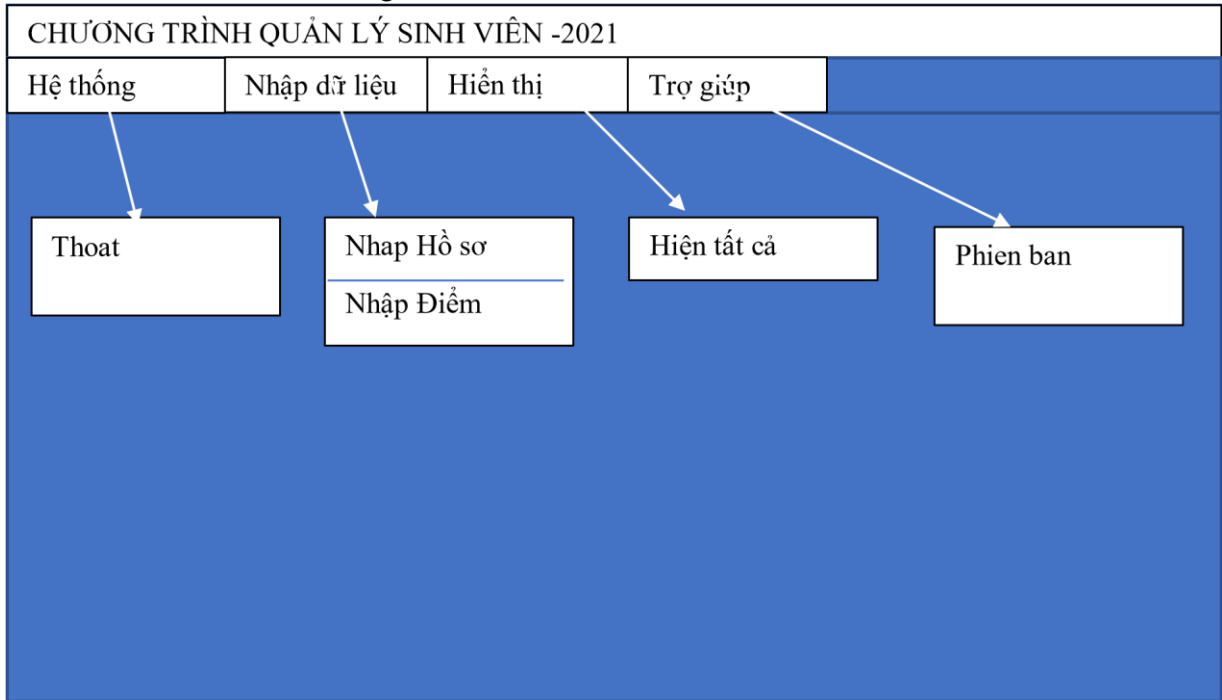 CHƯƠNG TRÌNH QUẢN LÝ SINH VIÊN -2021
Hệ thống Nhập dữ liệu Hiển thị Trợ giúp
Thoat
Nhap Hồ sơ
Nhập Điểm
Hiện tất cả
Phien ban